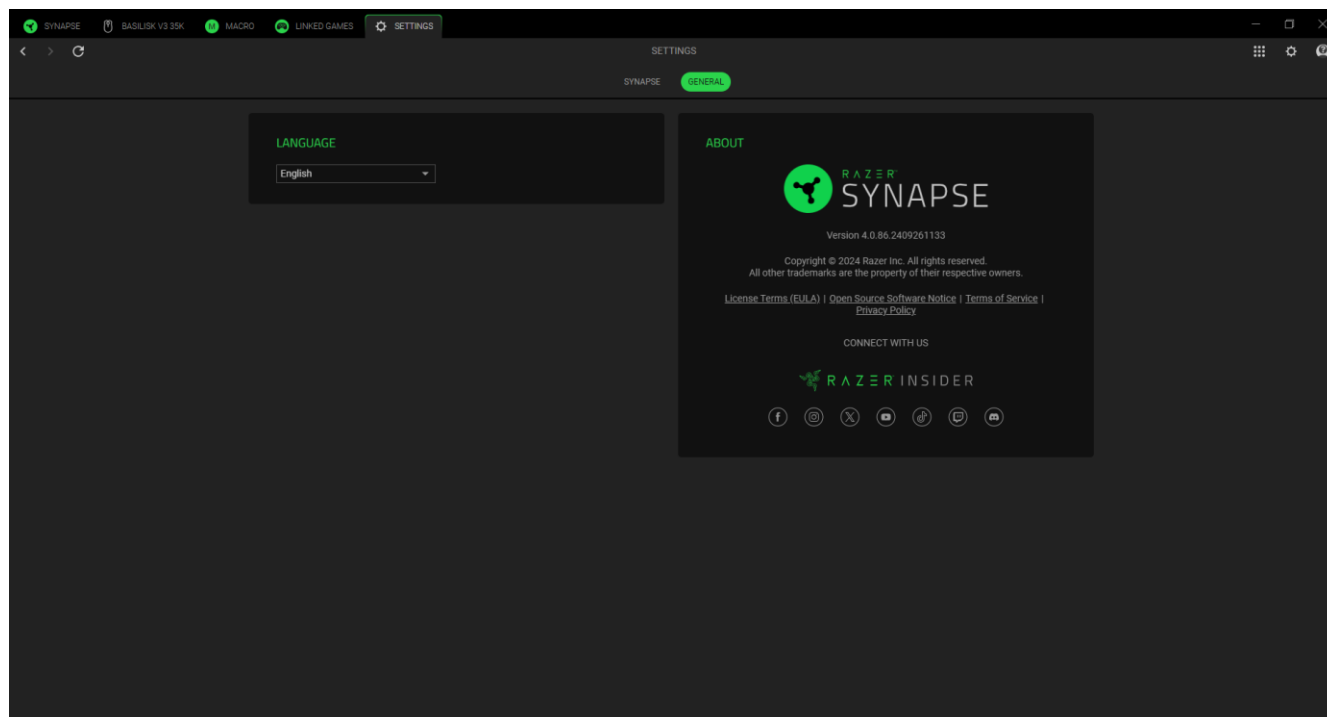 SYNAPSE BASILISK V3 35K MACRO LINKED GAMES SETTINGS
SETTINGS
SYNAPSE GENERAL
LANGUAGE
English
ABOUT
RAZER
SYNAPSE
Version 4.0.86.2409261133
Copyright © 2024 Razer Inc. All rights reserved.
All other trademarks are the property of their respective owners.
License Terms (EULA) | Open Source Software Notice | Terms of Service |
Privacy Policy
CONNECT WITH US
RAZER INSIDER